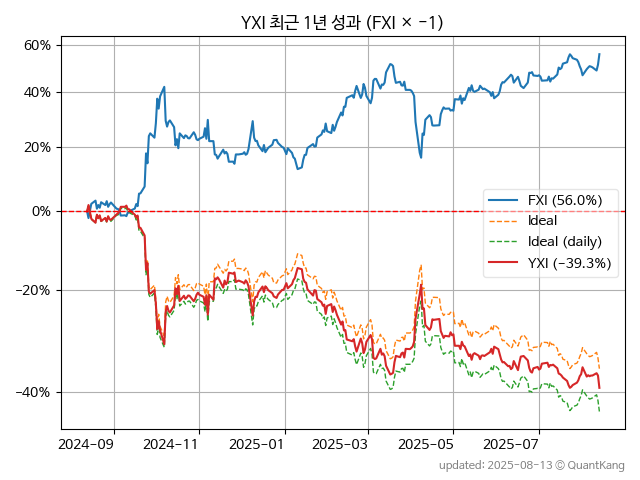 YXI 최근 1년 성과 (FXI × −1)
60%
40%
20%
0%
−20%
−40%
FXI (56.0%)
Ideal
Ideal (daily)
YXI (−39.3%)
2024-09
2024-11
2025-01
2025-03
2025-05
2025-07
updated: 2025-08-13 © QuantKang